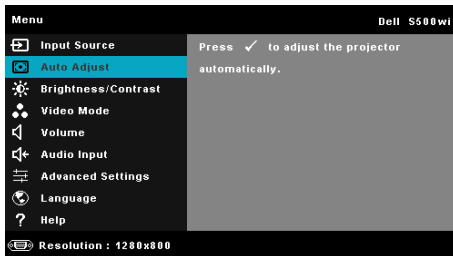 Menu
Dell S500wi
Input Source
Auto Adjust
Brightness/Contrast
Video Mode
Volume
Audio Input
Advanced Settings
Language
? Help
Resolution : 1280x800
Press ✓ to adjust the projector
automatically.